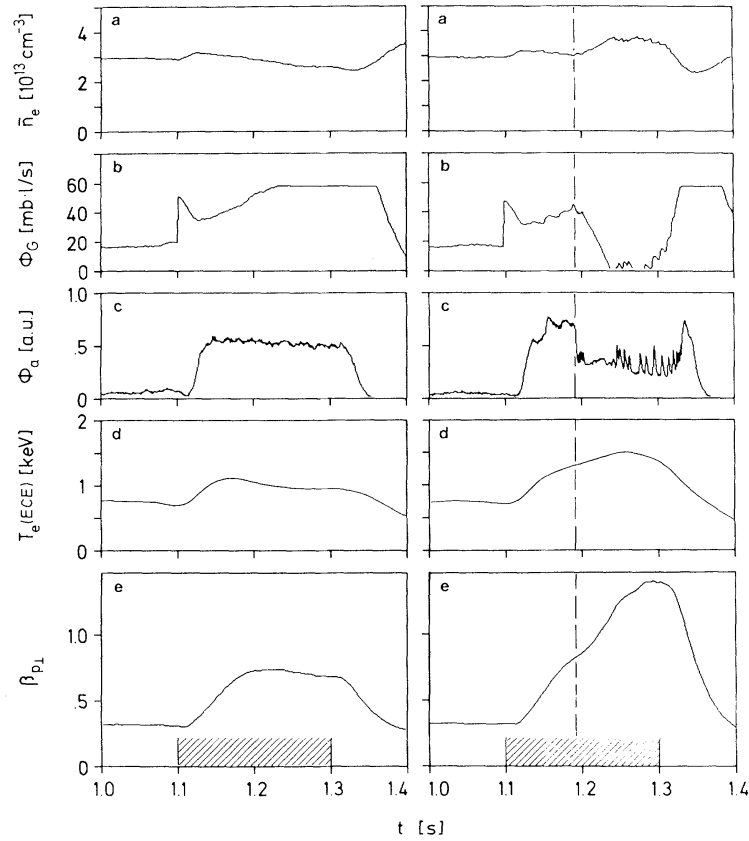 a
a
n̄e [10¹³ cm⁻³]
4
2
0
b
b
ΦG [mb·l/s]
60
40
20
0
c
c
Φa [a.u.]
1.0
.5
0
d
d
Te(ECE) [keV]
2
1
0
e
e
βp⊥
1.0
.5
0
1.0 1.1 1.2 1.3 1.4
1.0 1.1 1.2 1.3 1.4
t [s]